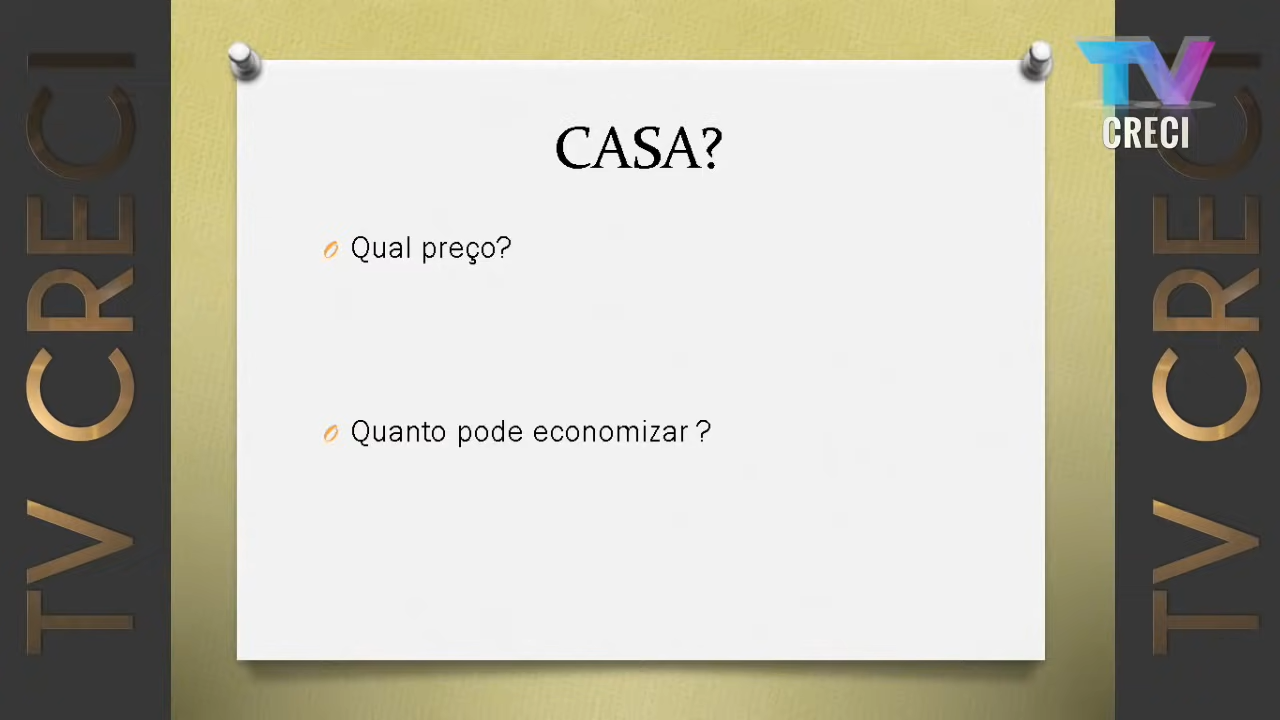 CASA?
Qual preço?
Quanto pode economizar ?
TV
CRECI
TV CRECI
TV CRECI